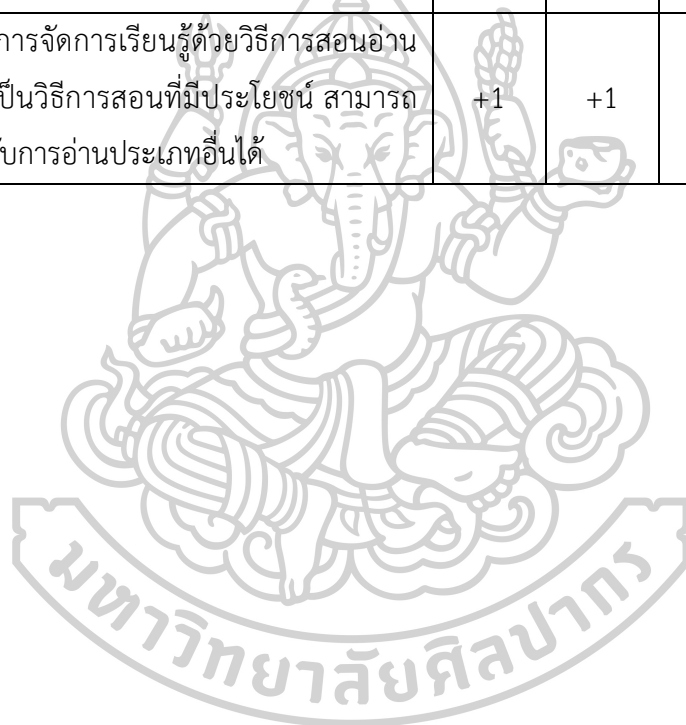 การจัดการเรียนรู้ด้วยวิธีการสอนอ่าน
ป็นวิธีการสอนที่มีประโยชน์ สามารถ +1 +1
บการอ่านประเภทอื่นได้
มหาวิทยาลัยศิลปากร